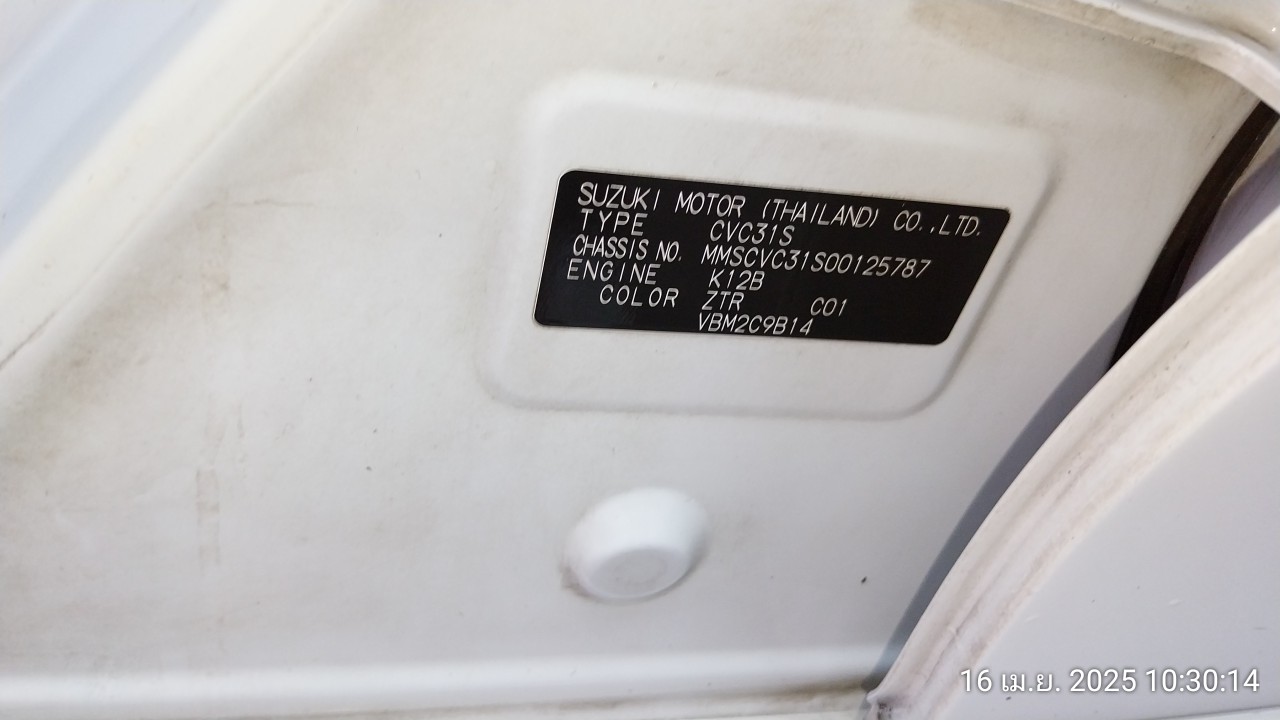 SUZUKI MOTOR (THAILAND) CO.,LTD.
TYPE CVC31S
CHASSIS NO. MMSCVC31S00125787
ENGINE K12B
COLOR ZTR C01
VBM2C9B14
16 เม.ย. 2025 10:30:14